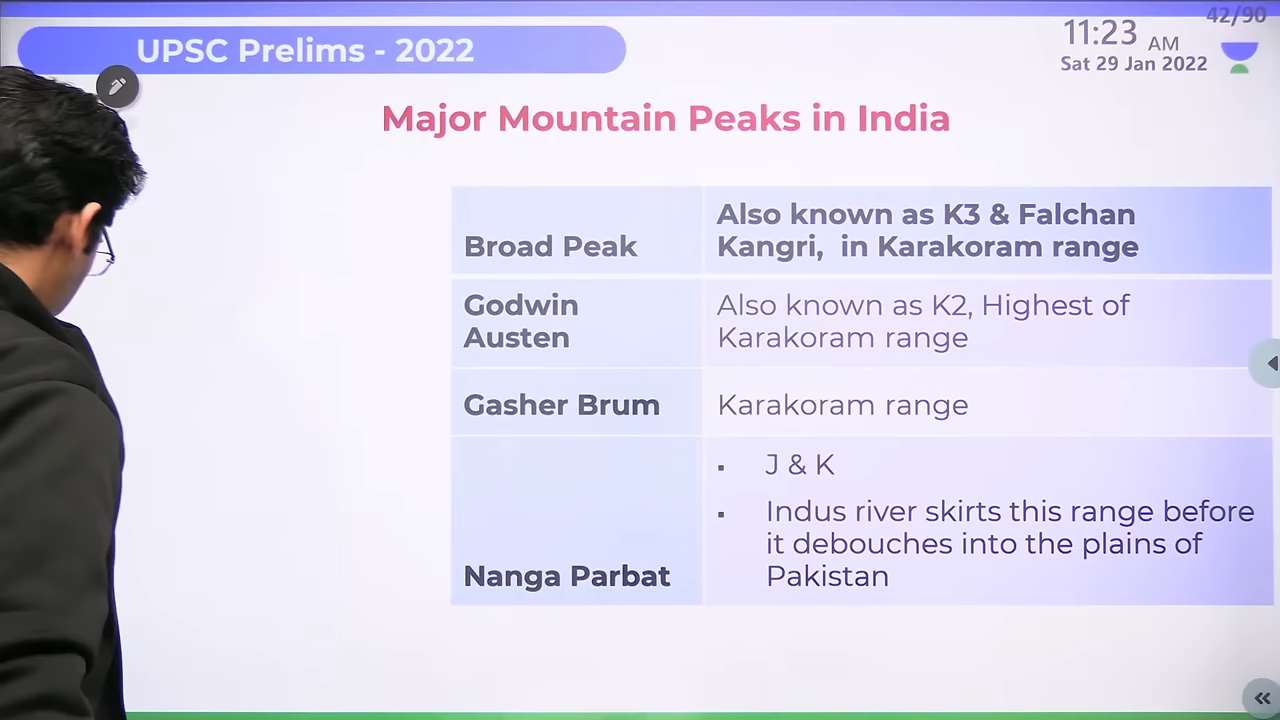 42/90
UPSC Prelims - 2022
11:23 AM
Sat 29 Jan 2022
Major Mountain Peaks in India
Broad Peak
Also known as K3 & Falchan
Kangri, in Karakoram range
Godwin
Austen
Also known as K2, Highest of
Karakoram range
Gasher Brum
Karakoram range
Nanga Parbat
▪ J & K
▪ Indus river skirts this range before
it debouches into the plains of
Pakistan